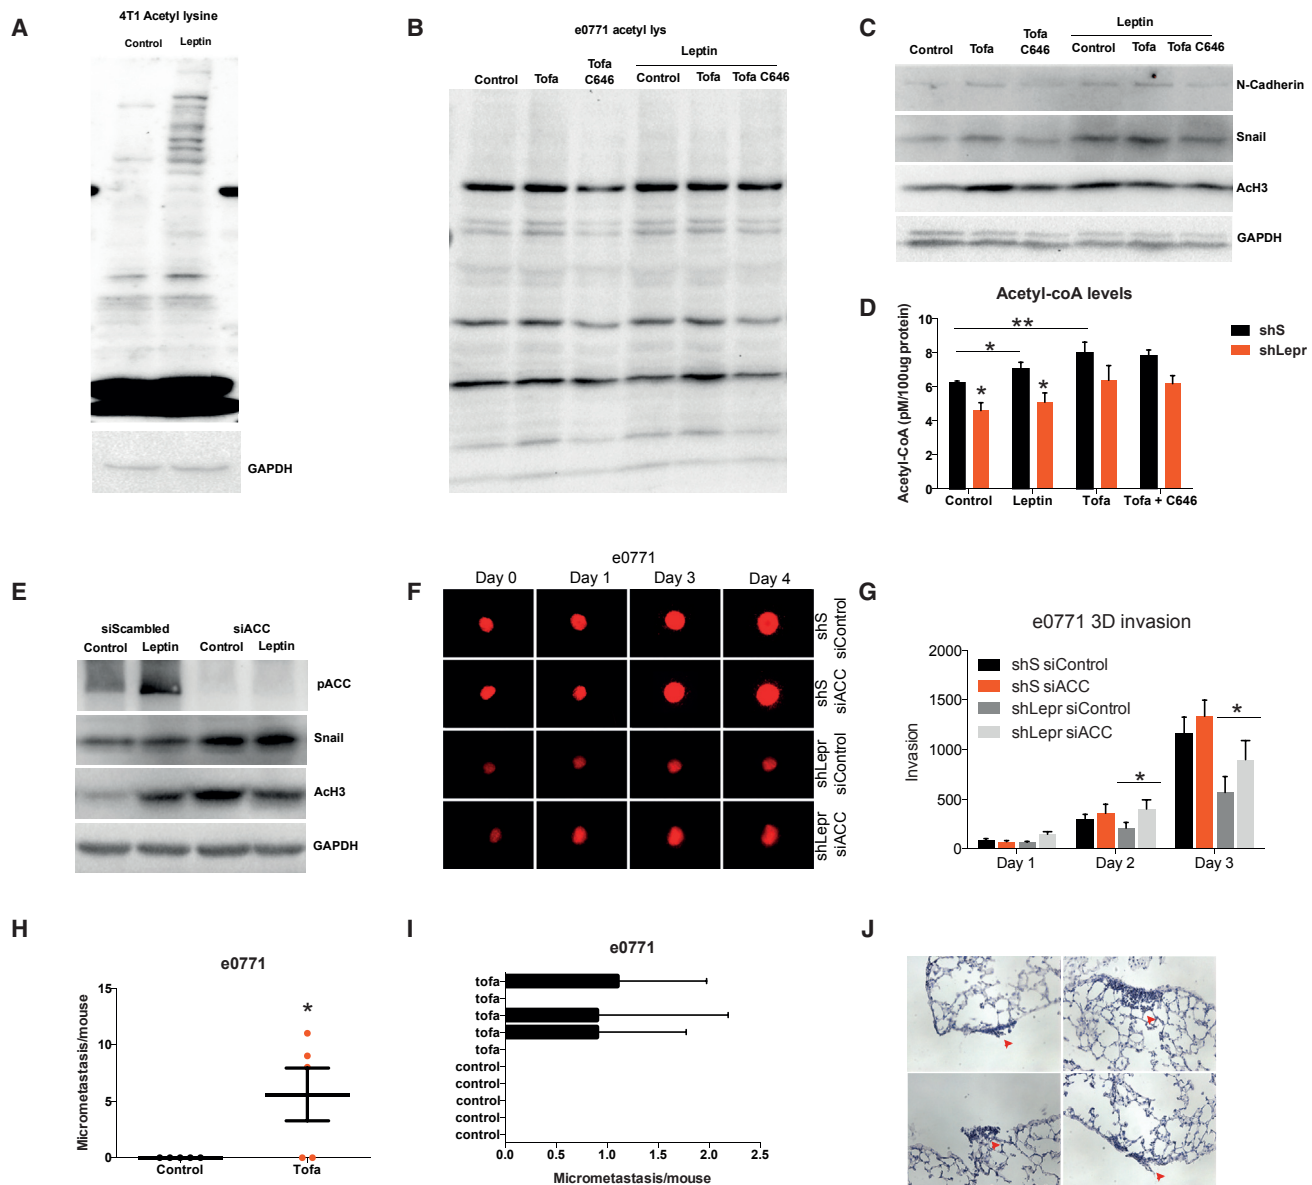 A
4T1 Acetyl lysine
Control Leptin
GAPDH
B
e0771 acetyl lys
Leptin
Control Tofa Tofa C646 Control Tofa Tofa C646
C
Leptin
Control Tofa Tofa C646 Control Tofa Tofa C646
N-Cadherin
Snail
AcH3
GAPDH
D
Acetyl-coA levels
Acetyl-CoA (pM/100ug protein)
10
8
6
4
2
0
** * * *
Control Leptin Tofa Tofa + C646
shS
shLepr
E
siScambled siACC
Control Leptin Control Leptin
pACC
Snail
AcH3
GAPDH
F
e0771
Day 0 Day 1 Day 3 Day 4
shS siControl
shS siACC
shLepr siControl
shLepr siACC
G
e0771 3D invasion
Invasion
2000
1500
1000
500
0
shS siControl
shS siACC
shLepr siControl
shLepr siACC
* *
Day 1 Day 2 Day 3
H
e0771
Micrometastasis/mouse
15
10
5
0
*
Control Tofa
I
e0771
tofa
tofa
tofa
tofa
tofa
control
control
control
control
control
0.0 0.5 1.0 1.5 2.0 2.5
Micrometastasis/mouse
J